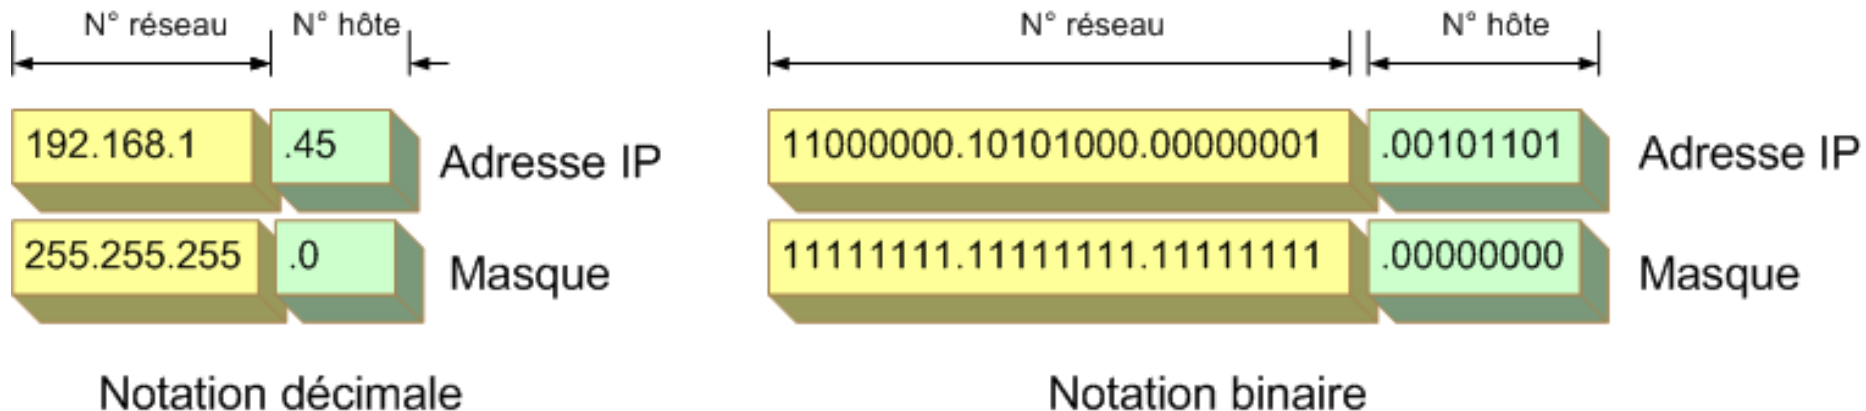 N° réseau N° hôte
192.168.1 .45 Adresse IP
255.255.255 .0 Masque
Notation décimale
N° réseau N° hôte
11000000.10101000.00000001 .00101101 Adresse IP
11111111.11111111.11111111 .00000000 Masque
Notation binaire